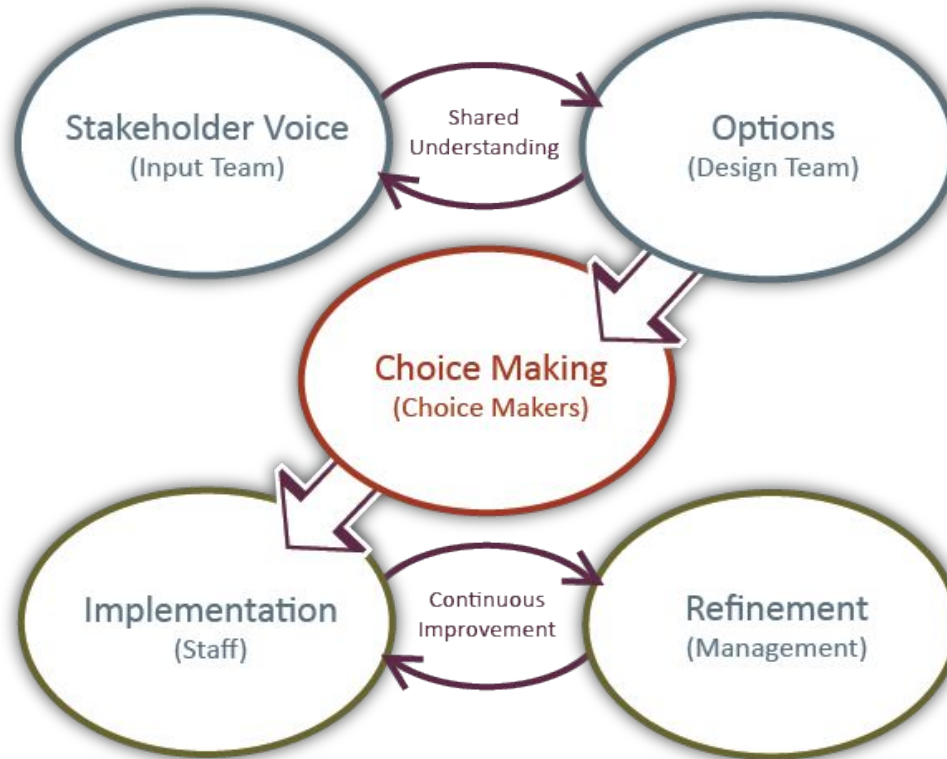 Stakeholder Voice
(Input Team)
Shared
Understanding
Options
(Design Team)
Choice Making
(Choice Makers)
Implementation
(Staff)
Continuous
Improvement
Refinement
(Management)